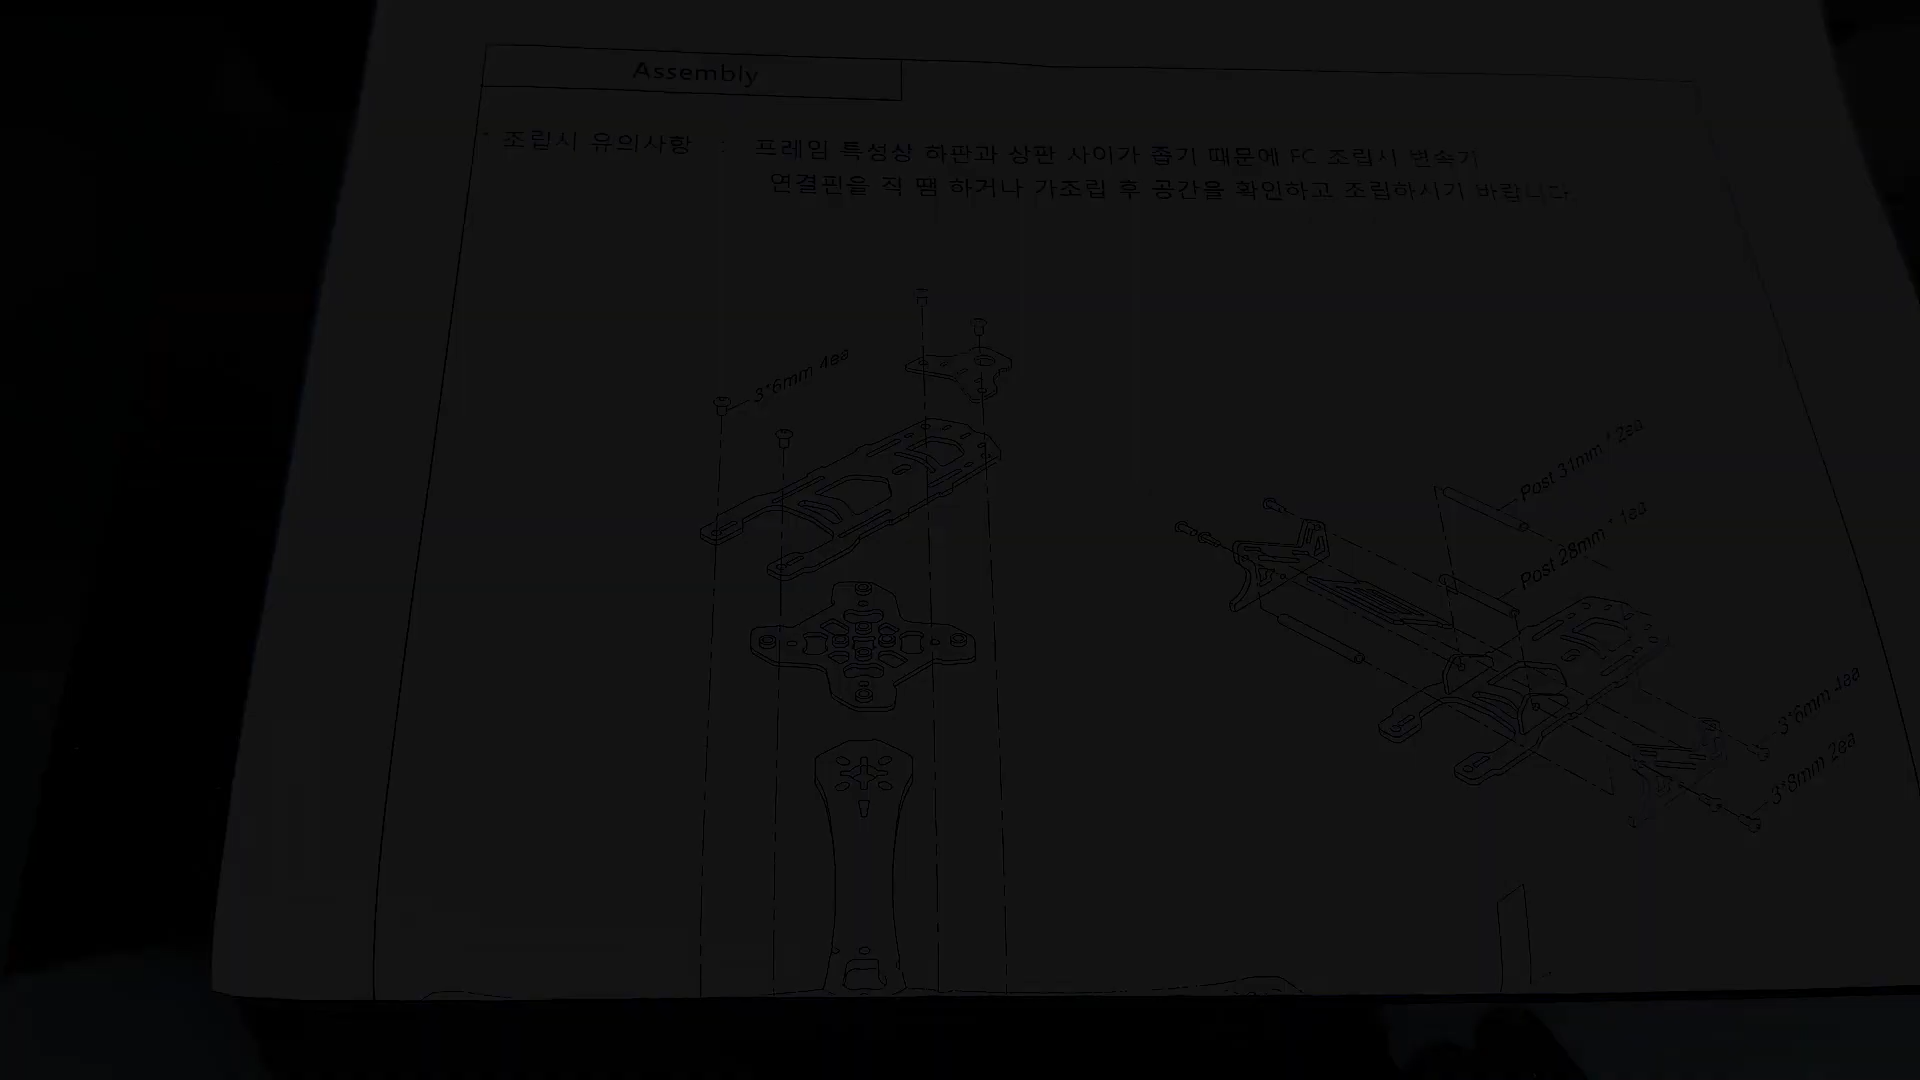 Assembly
조립시 유의사항 : 프레임 특성상 하판과 상판 사이가 좁기 때문에 FC 조립시 변속기
연결핀을 직 땜 하거나 가조립 후 공간을 확인하고 조립하시기 바랍니다
3*6mm 4ea
Post 31mm * 2ea
Post 28mm * 1ea
3*6mm 4ea
3*8mm 2ea